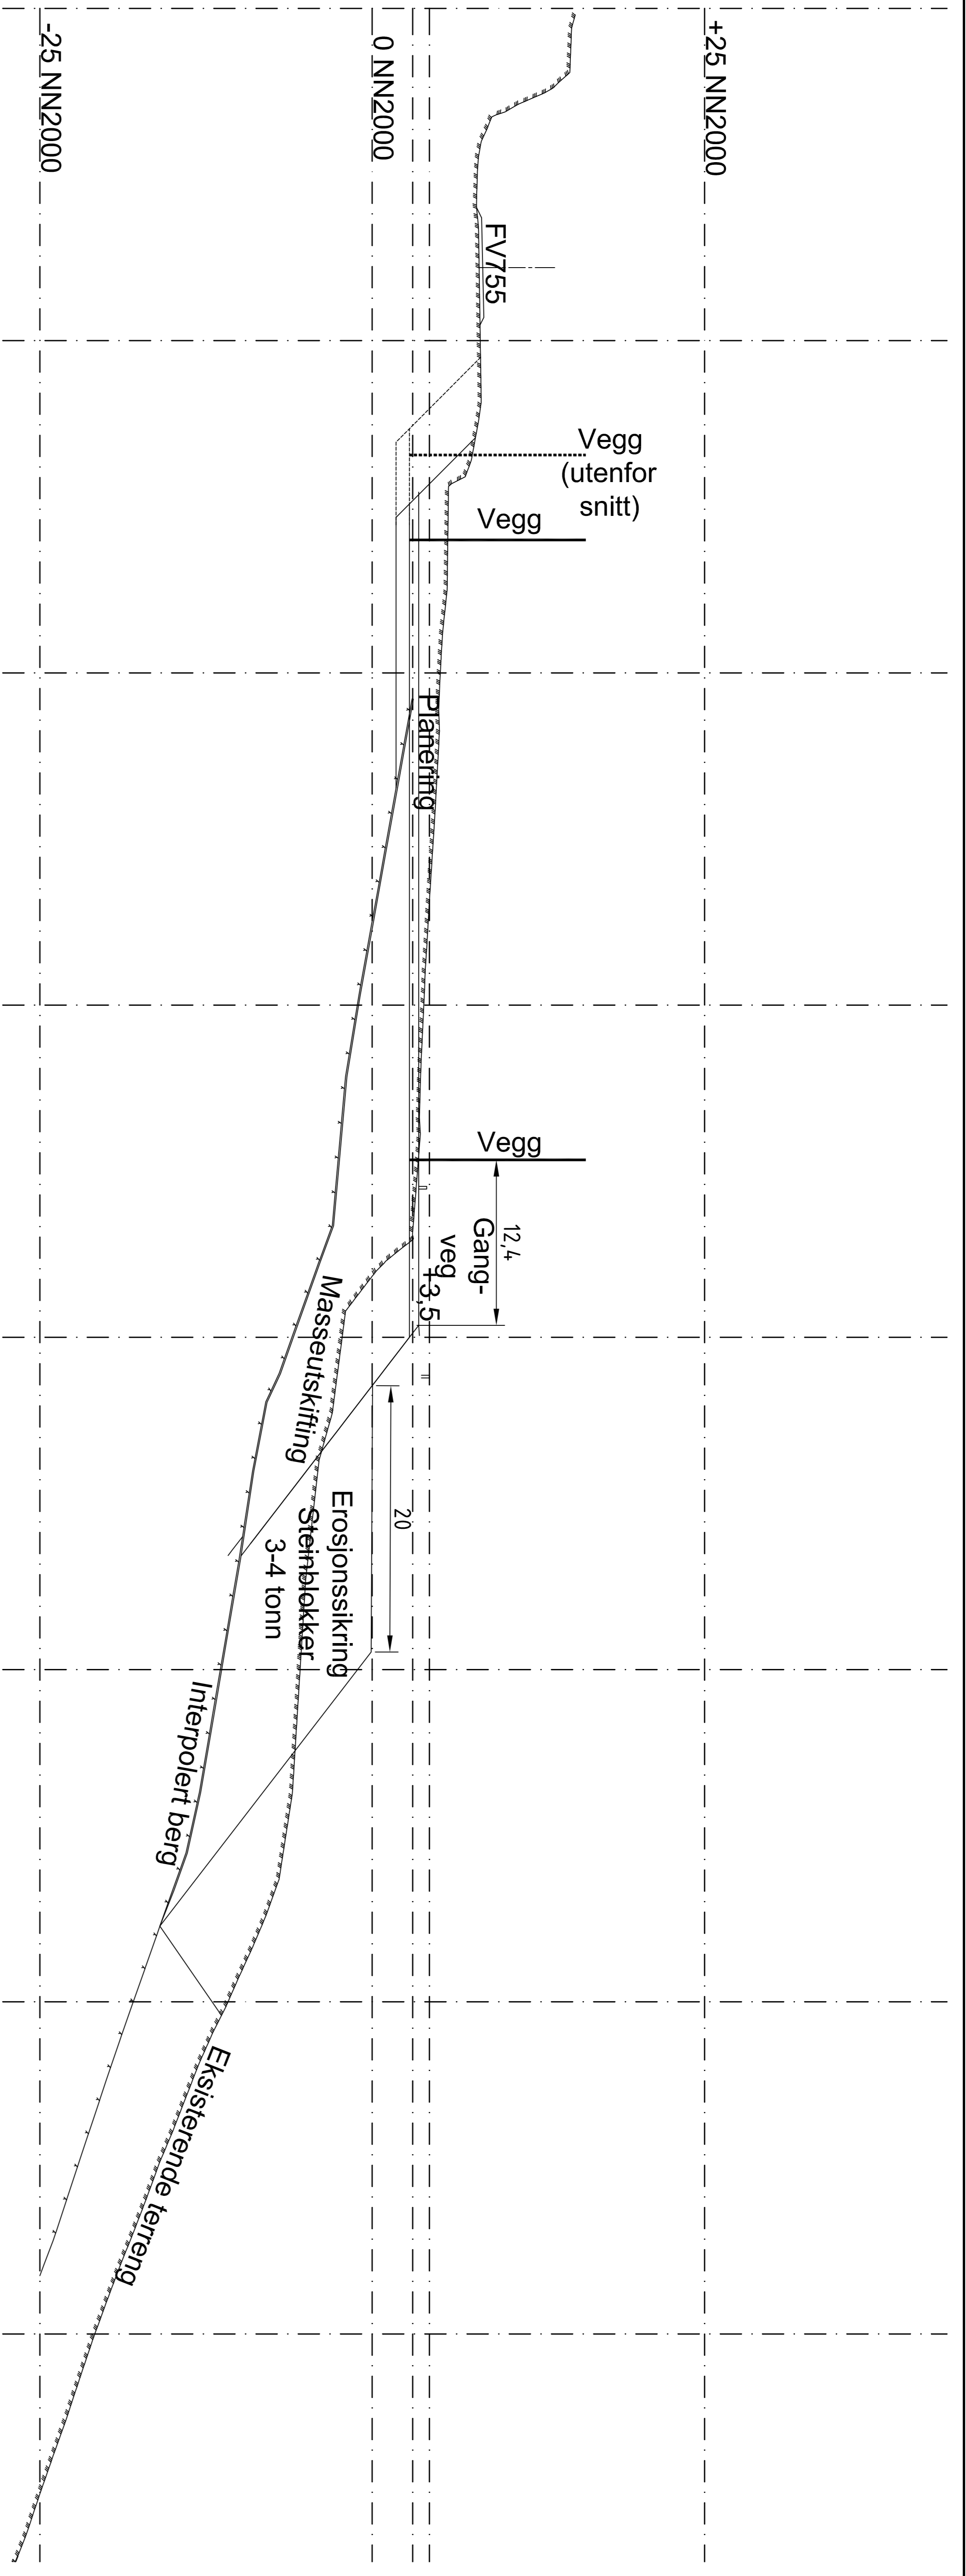 +25 NN2000
0 NN2000
-25 NN2000
FV755
Vegg
(utenfor
snitt)
Vegg
Planering
Vegg
12,4
Gang-
veg
+3,5
Masseutskifting
20
Erosjonssikring
Steinblokker
3-4 tonn
Interpolert berg
Eksisterende terreng